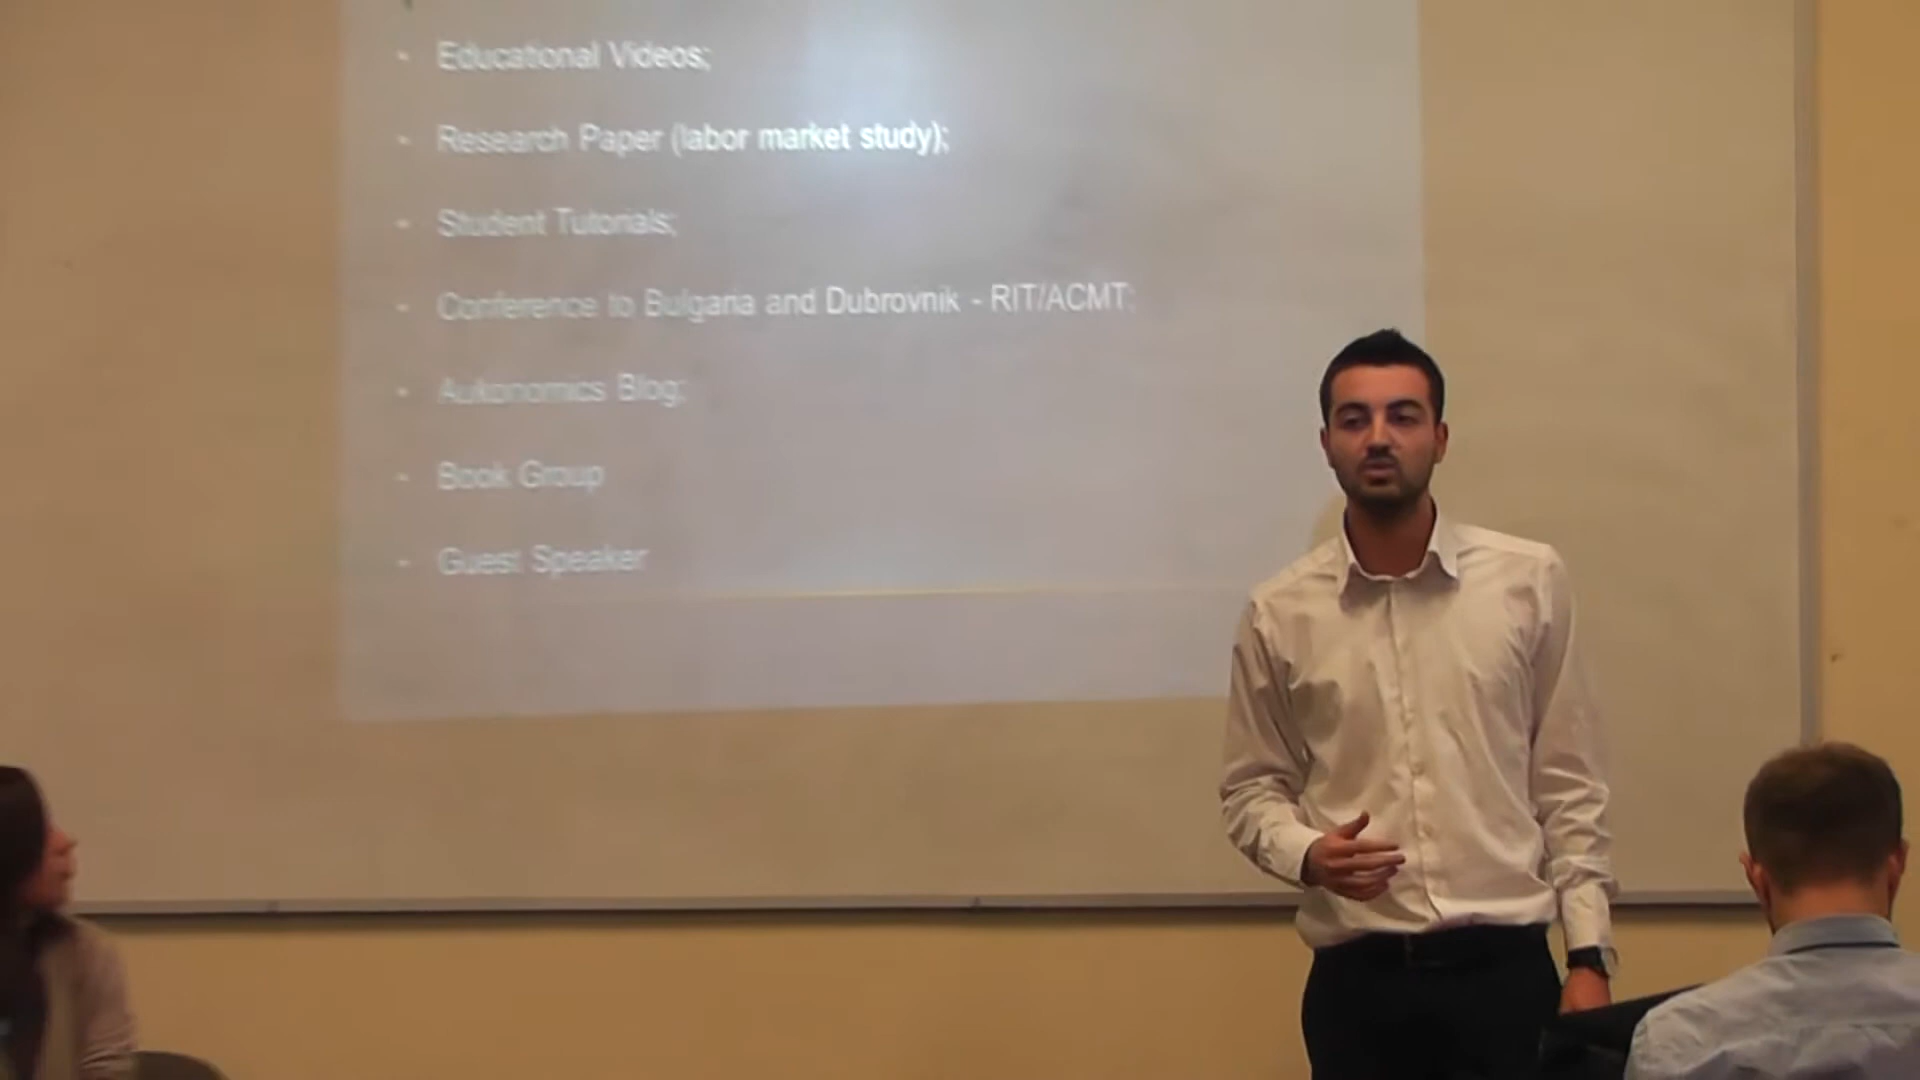 Educational Videos;
Research Paper (labor market study);
Student Tutorials;
Conference to Bulgaria and Dubrovnik - RIT/ACMT;
Aukonomics Blog;
Book Group
Guest Speaker